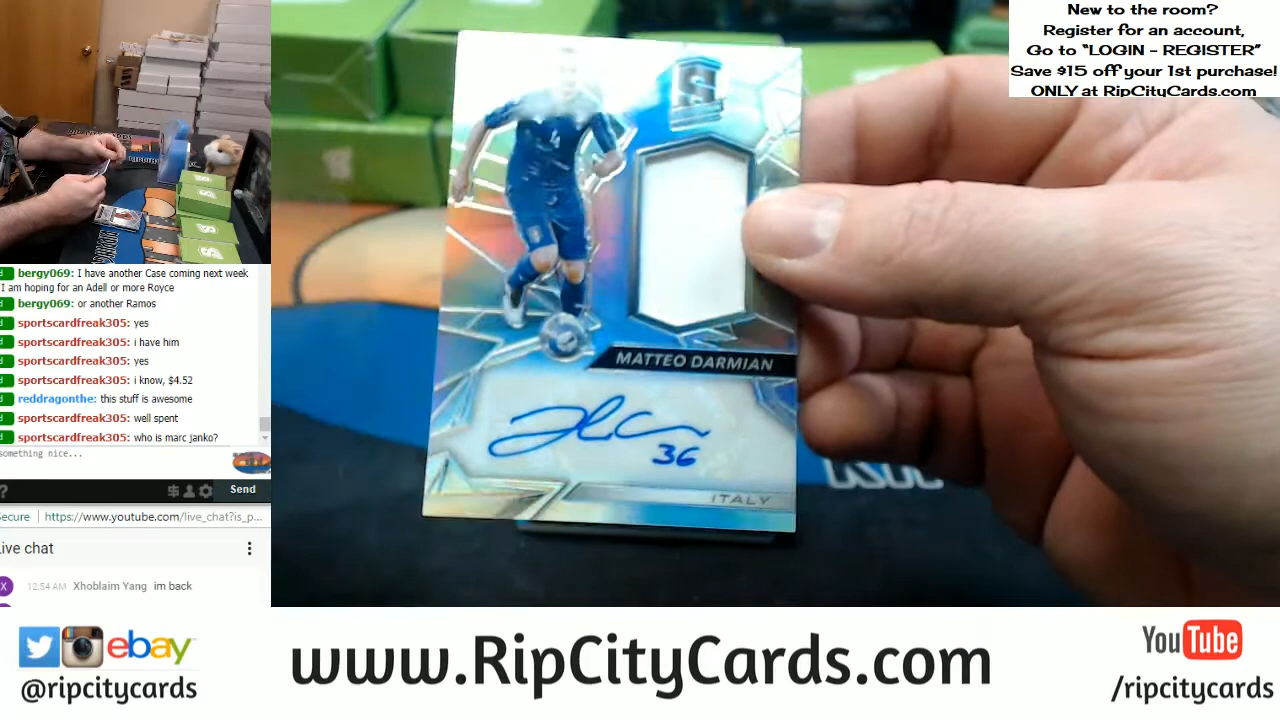 New to the room?
Register for an account,
Go to “LOGIN - REGISTER”
Save $15 off your 1st purchase!
ONLY at RipCityCards.com
S
4
MATTEO DARMIAN
36
ITALY
bergy069: I have another Case coming next week
I am hoping for an Adell or more Royce
bergy069: or another Ramos
sportscardfreak305: yes
sportscardfreak305: i have him
sportscardfreak305: yes
sportscardfreak305: i know, $4.52
reddragonthe: this stuff is awesome
sportscardfreak305: well spent
sportscardfreak305: who is marc janko?
something nice...
?
Send
Secure
https://www.youtube.com/live_chat?is_p...
Live chat
X
12:54 AM Xhoblaim Yang im back
ebay
@ripcitycards
www.RipCityCards.com
YouTube
/ripcitycards